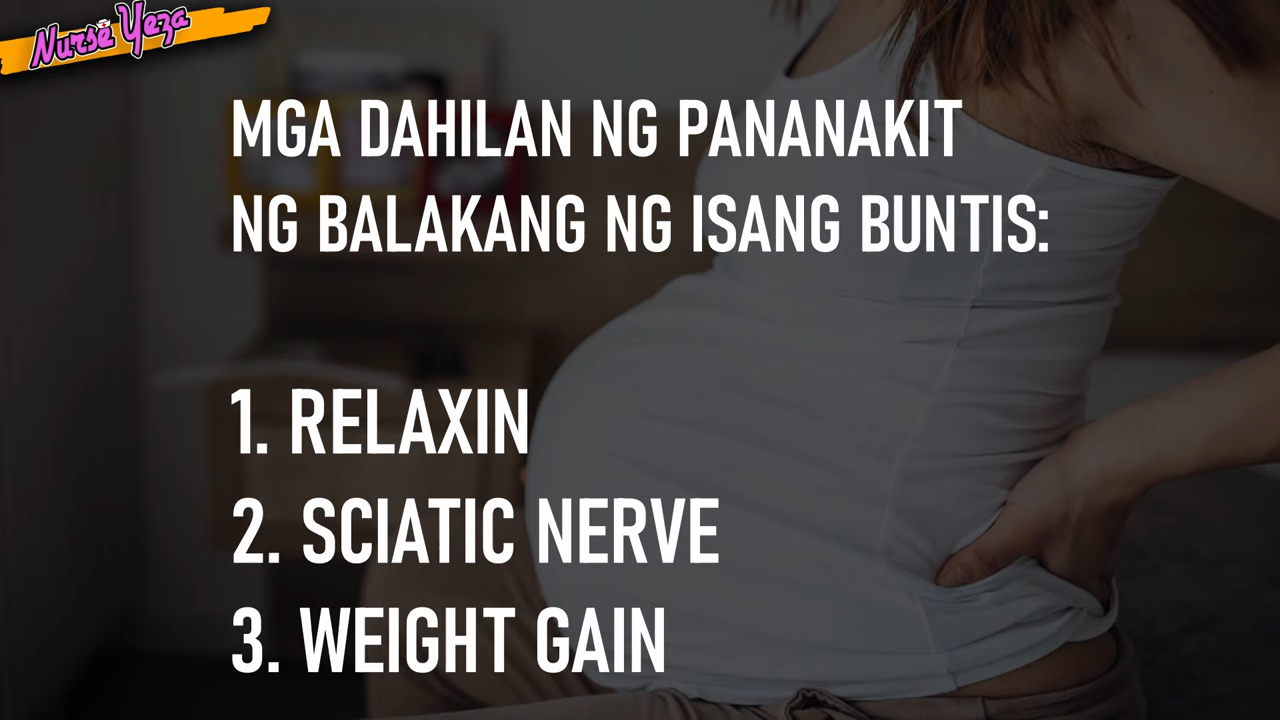 Nurse Yeza
MGA DAHILAN NG PANANAKIT
NG BALAKANG NG ISANG BUNTIS:
1. RELAXIN
2. SCIATIC NERVE
3. WEIGHT GAIN